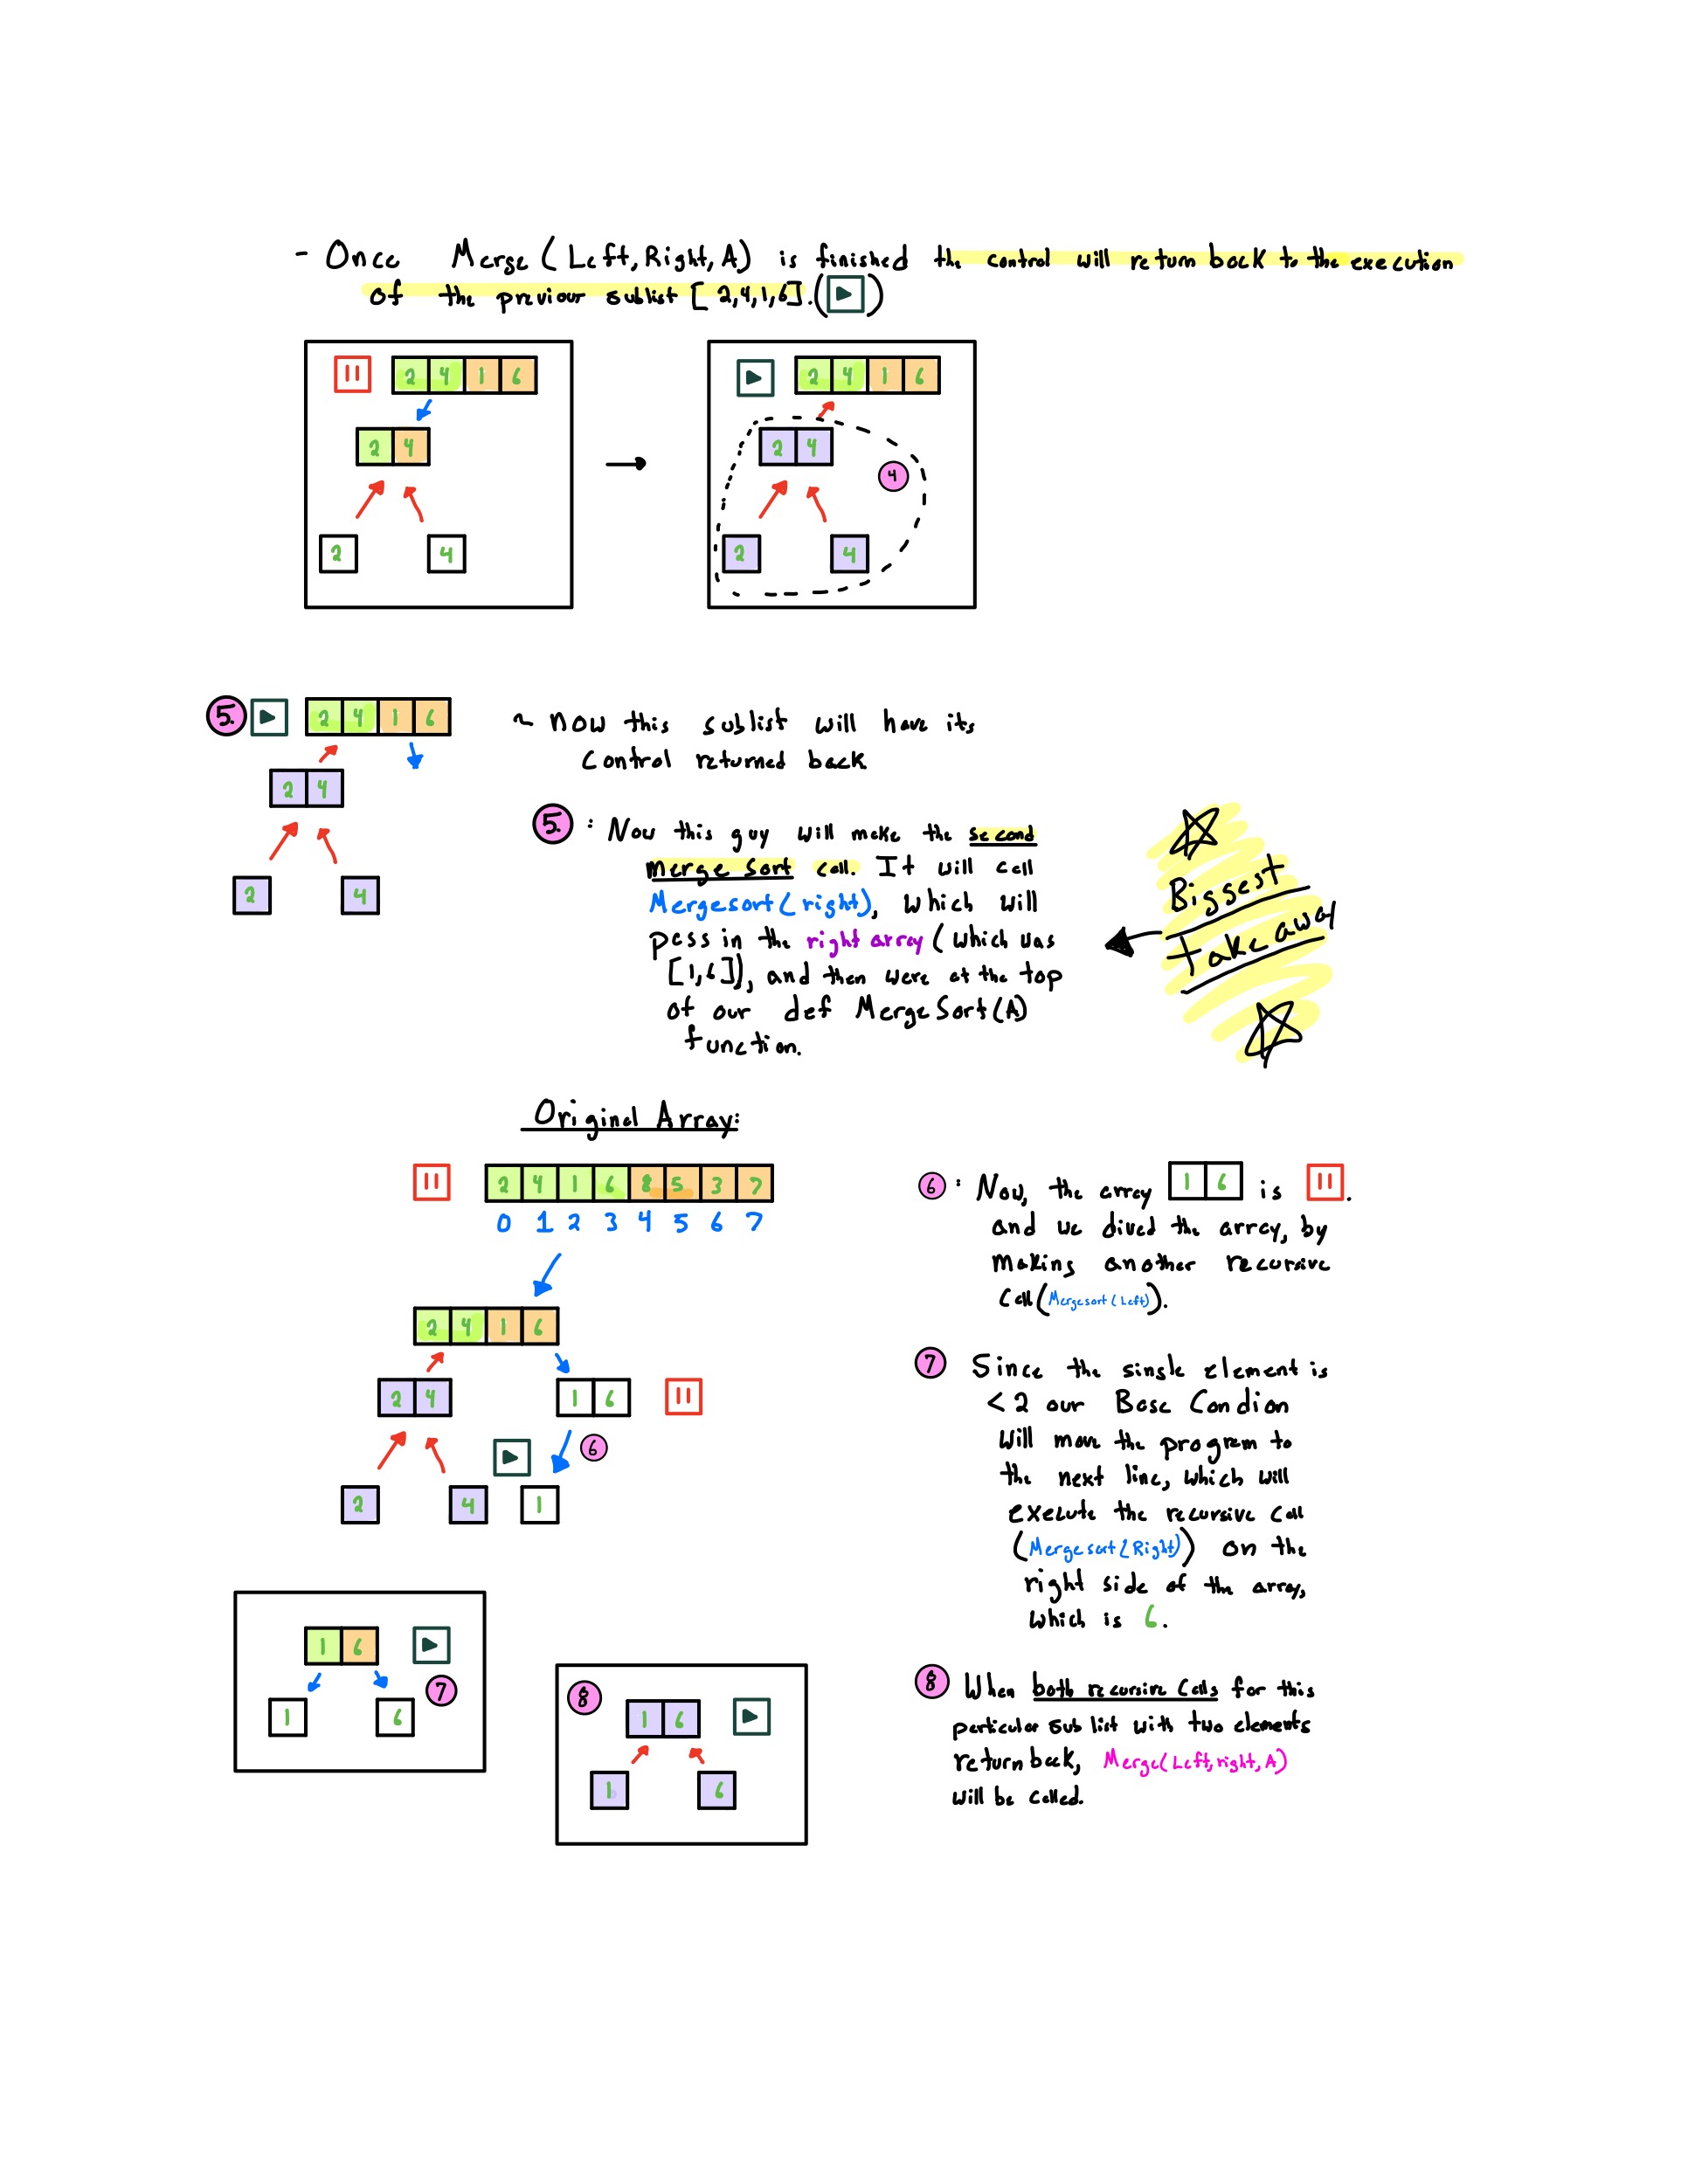 - Once Merge (Left, Right, A) is finished the control will return back to the execution
of the previous sublist [2,4,1,6]. ( )
2 4 1 6
2 4
2 4
2 4 1 6
2 4
4
2 4
5. 2 4 1 6
2 4
2 4
~ Now this sublist will have its
control returned back.
5. : Now this guy will make the second
merge sort call. It will call
Mergesort(right), which will
pass in the right array (which was
[1,6]), and then were at the top
of our def MergeSort(A)
function.
Biggest
takeaway
Original Array:
2 4 1 6 8 5 3 7
0 1 2 3 4 5 6 7
2 4 1 6
2 4 1 6
6
2 4 1
6 : Now, the array 1 6 is .
and we dived the array, by
making another recursive
call (Mergesort(Left)).
7 Since the single element is
<2 our Base Condion
will move the program to
the next line, which will
execute the recursive call
(Mergesort(Right)) on the
right side of the array,
which is 6.
1 6
7
1 6
8 1 6
1 6
8 When both recursive calls for this
particular sub list with two elements
return back, Merge(Left, right, A)
will be called.